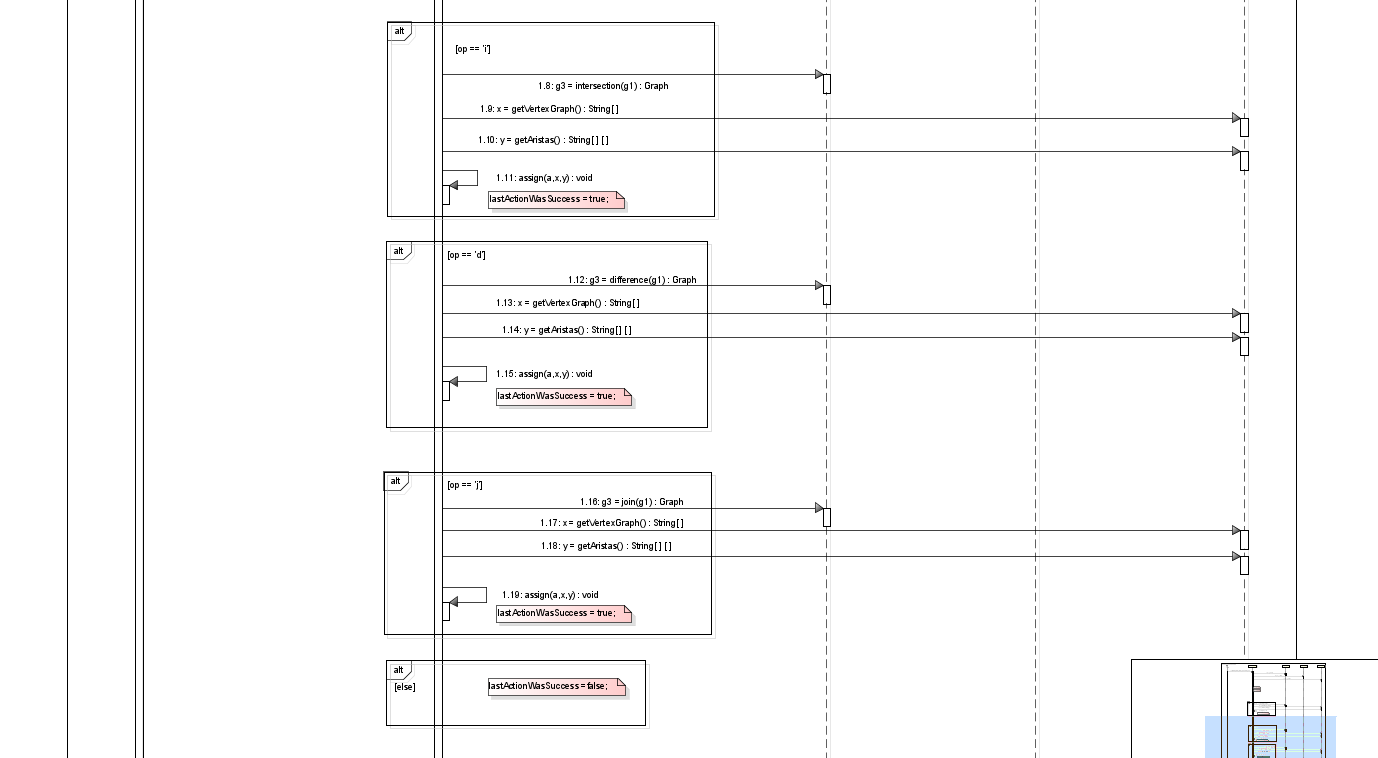 alt
[op == 'i']
1.8: g3 = intersection(g1) : Graph
1.9: x = getVertexGraph() : String[ ]
1.10: y = getAristas() : String[ ] [ ]
1.11: assign(a,x,y) : void
lastActionWasSuccess = true;
alt
[op == 'd']
1.12: g3 = difference(g1) : Graph
1.13: x = getVertexGraph() : String[ ]
1.14: y = getAristas() : String[ ] [ ]
1.15: assign(a,x,y) : void
lastActionWasSuccess = true;
alt
[op == 'j']
1.16: g3 = join(g1) : Graph
1.17: x = getVertexGraph() : String[ ]
1.18: y = getAristas() : String[ ] [ ]
1.19: assign(a,x,y) : void
lastActionWasSuccess = true;
alt
[else]
lastActionWasSuccess = false;